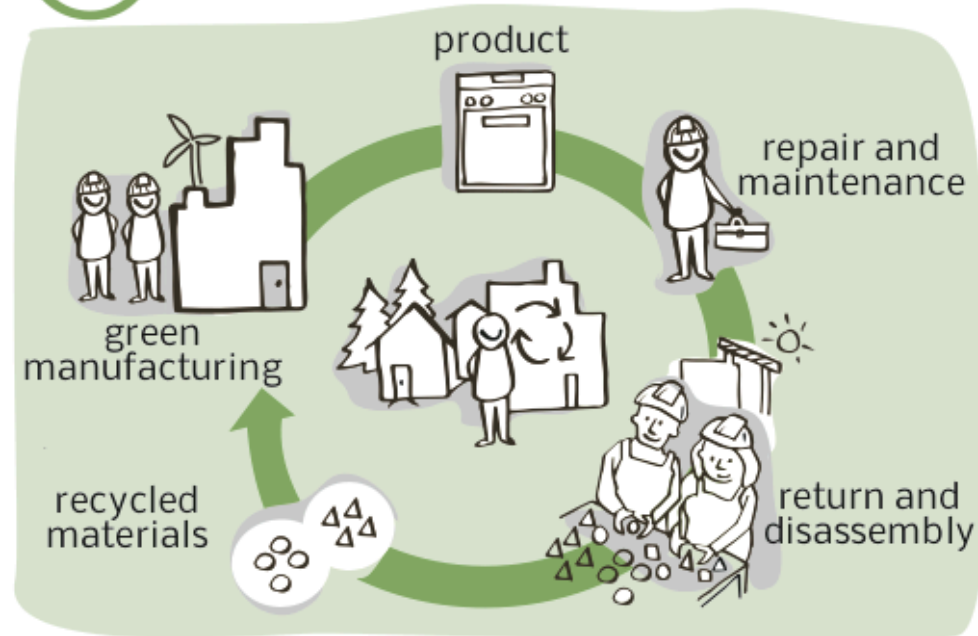 product
repair and
maintenance
green
manufacturing
recycled
materials
return and
disassembly